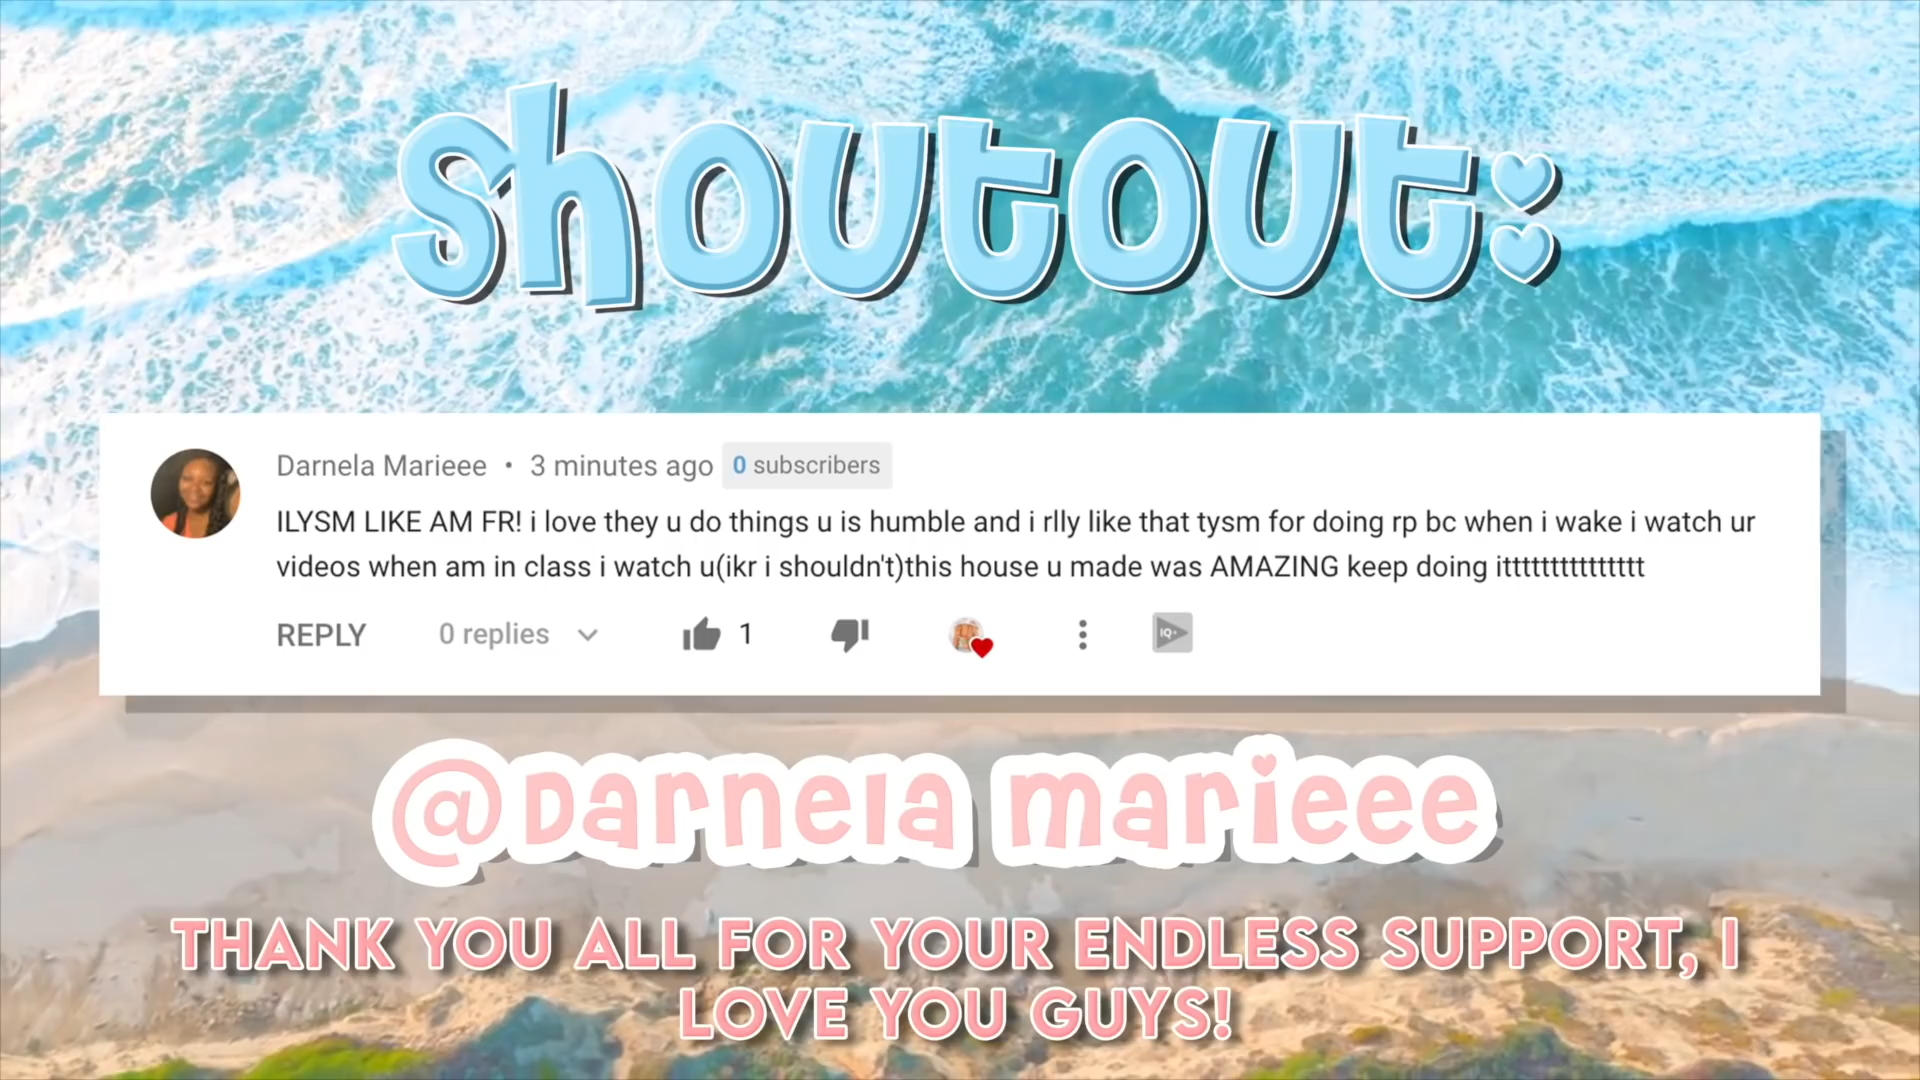 shoutout:
Darnela Marieee • 3 minutes ago 0 subscribers
ILYSM LIKE AM FR! i love they u do things u is humble and i rlly like that tysm for doing rp bc when i wake i watch ur
videos when am in class i watch u(ikr i shouldn't)this house u made was AMAZING keep doing ittttttttttttttt
REPLY 0 replies 1 IQ+
@Darnela Marieee
THANK YOU ALL FOR YOUR ENDLESS SUPPORT, I
LOVE YOU GUYS!